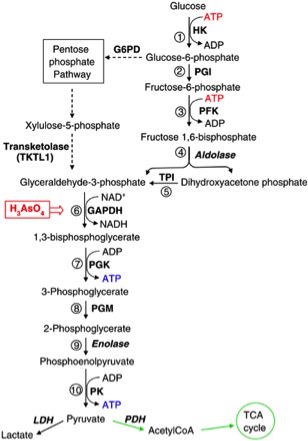 Glucose
ATP
① HK
ADP
Pentose
phosphate
Pathway
G6PD
Glucose-6-phosphate
② PGI
Fructose-6-phosphate
ATP
③ PFK
ADP
Xylulose-5-phosphate
Fructose 1,6-bisphosphate
Transketolase
(TKTL1)
④ Aldolase
Glyceraldehyde-3-phosphate
TPI
⑤
Dihydroxyacetone phosphate
H3AsO4
NAD+
⑥ GAPDH
NADH
1,3-bisphosphoglycerate
ADP
⑦ PGK
ATP
3-Phosphoglycerate
⑧ PGM
2-Phosphoglycerate
⑨ Enolase
Phosphoenolpyruvate
ADP
⑩ PK
ATP
LDH
Pyruvate
PDH
Lactate
AcetylCoA
TCA
cycle